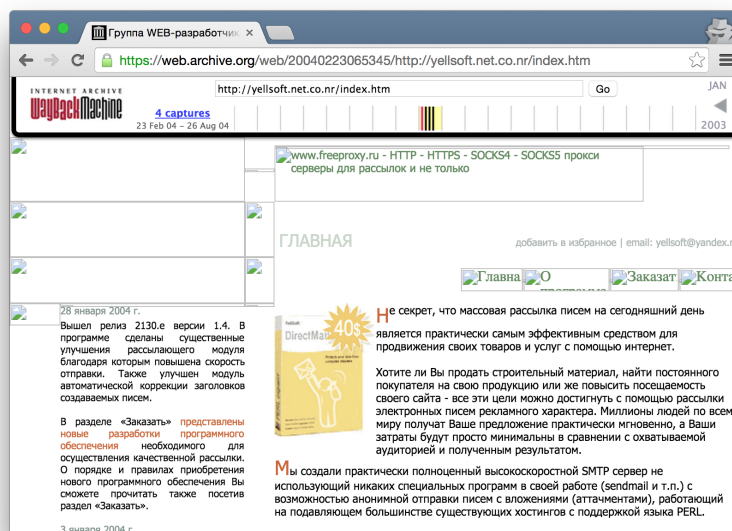 Группа WEB-разработчик
https://web.archive.org/web/20040223065345/http://yellsoft.net.co.nr/index.htm
INTERNET ARCHIVE
WayBackMachine
http://yellsoft.net.co.nr/index.htm
Go
JAN
4 captures
23 Feb 04 - 26 Aug 04
2003
www.freeproxy.ru - HTTP - HTTPS - SOCKS4 - SOCKS5 прокси
серверы для рассылок и не только
ГЛАВНАЯ
добавить в избранное | email: yellsoft@yandex.r
Главна
О
программе
Заказат
Конта
28 января 2004 г.
Вышел релиз 2130.e версии 1.4. В
программе сделаны существенные
улучшения рассылающего модуля
благодаря которым повышена скорость
отправки. Также улучшен модуль
автоматической коррекции заголовков
создаваемых писем.
В разделе «Заказать» представлены
новые разработки программного
обеспечения необходимого для
осуществления качественной рассылки.
О порядке и правилах приобретения
нового программного обеспечения Вы
сможете прочитать также посетив
раздел «Заказать».
3 января 2004 г.
YellSoft
DirectMai
40$
Не секрет, что массовая рассылка писем на сегодняшний день
является практически самым эффективным средством для
продвижения своих товаров и услуг с помощью интернет.
Хотите ли Вы продать строительный материал, найти постоянного
покупателя на свою продукцию или же повысить посещаемость
своего сайта - все эти цели можно достигнуть с помощью рассылки
электронных писем рекламного характера. Миллионы людей по всем
миру получат Ваше предложение практически мгновенно, а Ваши
затраты будут просто минимальны в сравнении с охватываемой
аудиторией и полученным результатом.
Мы создали практически полноценный высокоскоростной SMTP сервер не
использующий никаких специальных программ в своей работе (sendmail и т.п.) с
возможностью анонимной отправки писем с вложениями (аттачментами), работающий
на подавляющем большинстве существующих хостингов с поддержкой языка PERL.